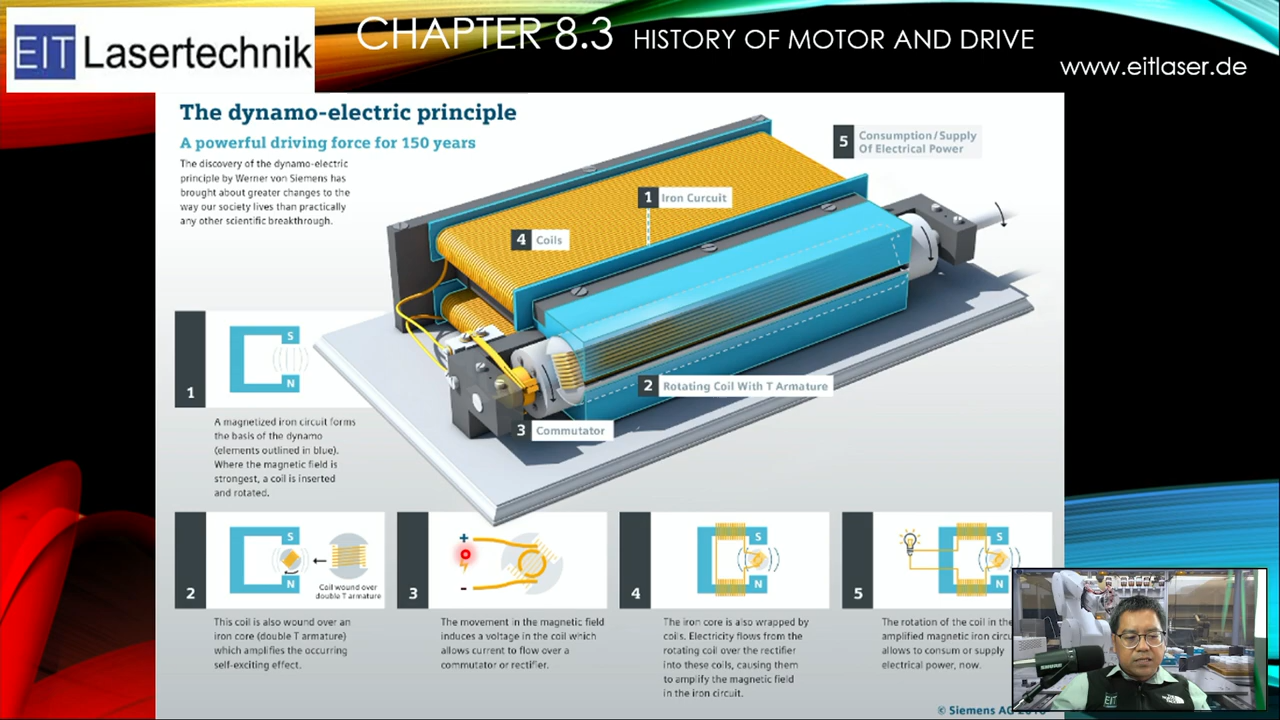 EIT Lasertechnik
CHAPTER 8.3 HISTORY OF MOTOR AND DRIVE
www.eitlaser.de
The dynamo-electric principle
A powerful driving force for 150 years
The discovery of the dynamo-electric
principle by Werner von Siemens has
brought about greater changes to the
way our society lives than practically
any other scientific breakthrough.
5 Consumption/Supply
Of Electrical Power
1 Iron Curcuit
4 Coils
2 Rotating Coil With T Armature
3 Commutator
1
S
N
A magnetized iron circuit forms
the basis of the dynamo
(elements outlined in blue).
Where the magnetic field is
strongest, a coil is inserted
and rotated.
2
S
N
Coil wound over
double T armature
This coil is also wound over an
iron core (double T armature)
which amplifies the occurring
self-exciting effect.
3
+
-
The movement in the magnetic field
induces a voltage in the coil which
allows current to flow over a
commutator or rectifier.
4
S
N
The iron core is also wrapped by
coils. Electricity flows from the
rotating coil over the rectifier
into these coils, causing them
to amplify the magnetic field
in the iron circuit.
5
S
N
The rotation of the coil in the
amplified magnetic iron
allows to consum or supply
electrical power, now.
© Siemens AG
EIT